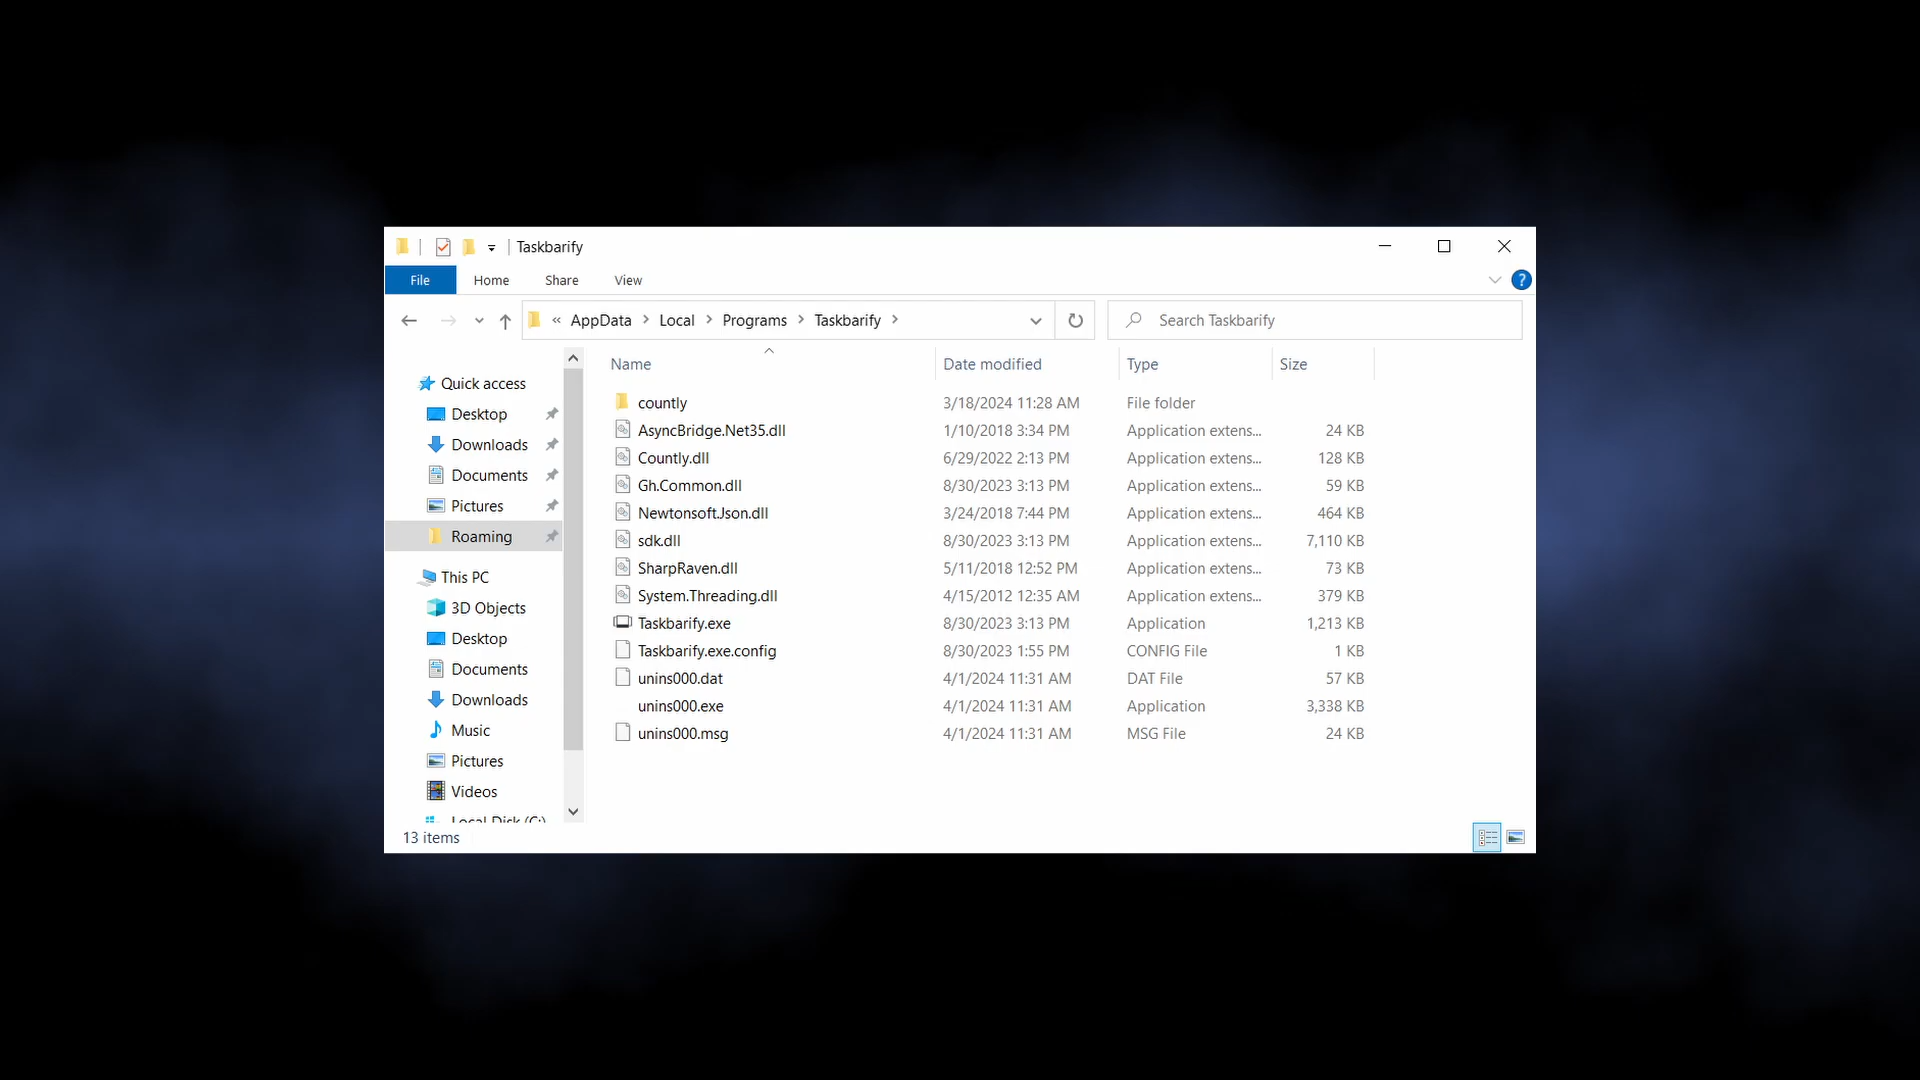 Taskbarify
File Home Share View
« AppData > Local > Programs > Taskbarify > Search Taskbarify
Name Date modified Type Size
Quick access
Desktop
Downloads
Documents
Pictures
Roaming
This PC
3D Objects
Desktop
Documents
Downloads
Music
Pictures
Videos
Local Disk (C:)
countly 3/18/2024 11:28 AM File folder
AsyncBridge.Net35.dll 1/10/2018 3:34 PM Application extens... 24 KB
Countly.dll 6/29/2022 2:13 PM Application extens... 128 KB
Gh.Common.dll 8/30/2023 3:13 PM Application extens... 59 KB
Newtonsoft.Json.dll 3/24/2018 7:44 PM Application extens... 464 KB
sdk.dll 8/30/2023 3:13 PM Application extens... 7,110 KB
SharpRaven.dll 5/11/2018 12:52 PM Application extens... 73 KB
System.Threading.dll 4/15/2012 12:35 AM Application extens... 379 KB
Taskbarify.exe 8/30/2023 3:13 PM Application 1,213 KB
Taskbarify.exe.config 8/30/2023 1:55 PM CONFIG File 1 KB
unins000.dat 4/1/2024 11:31 AM DAT File 57 KB
unins000.exe 4/1/2024 11:31 AM Application 3,338 KB
unins000.msg 4/1/2024 11:31 AM MSG File 24 KB
13 items